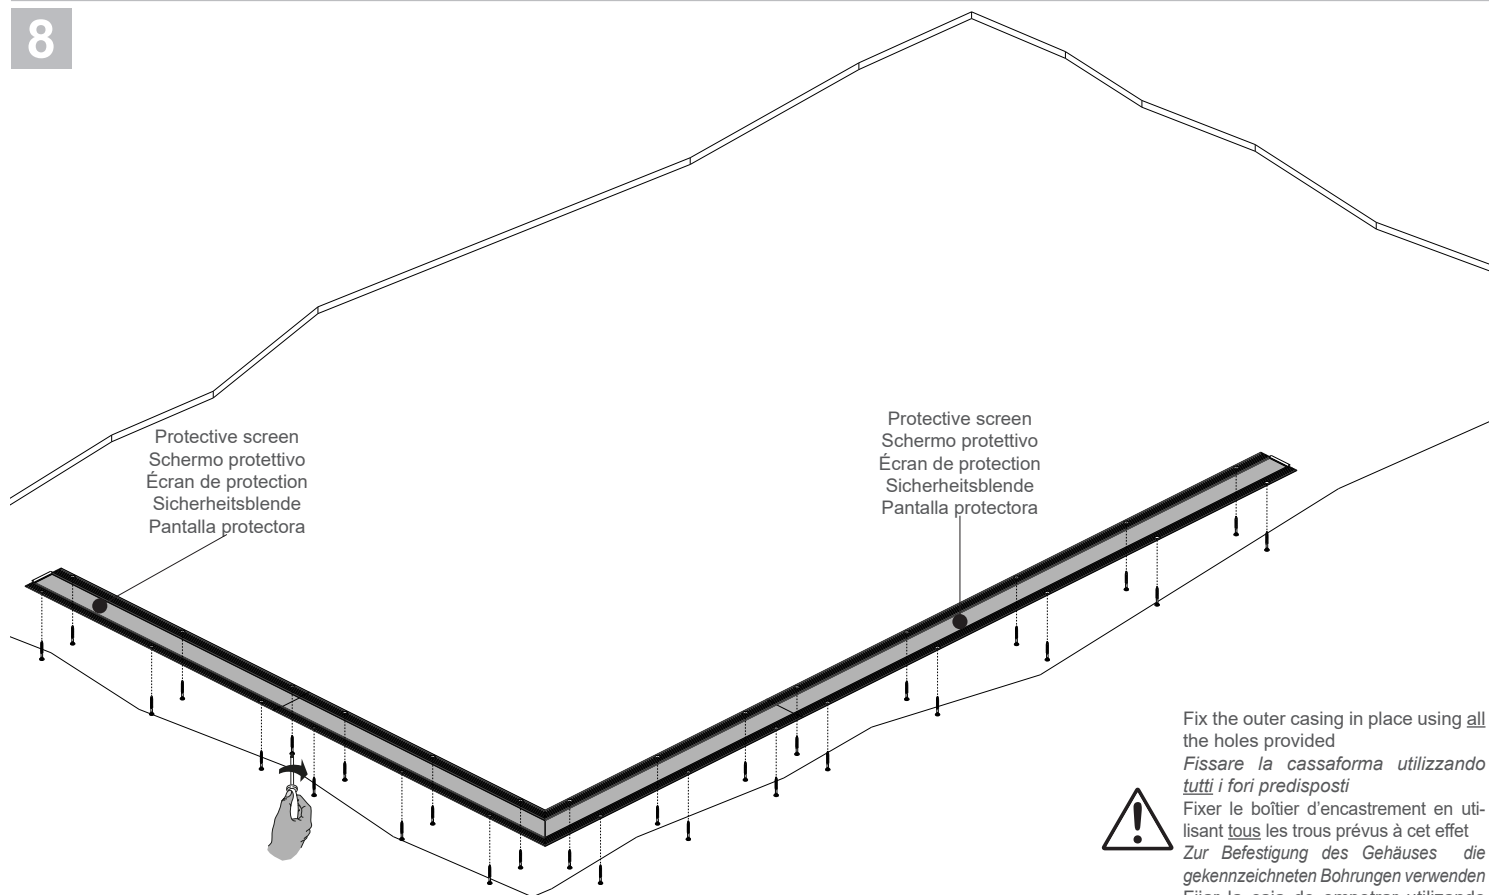 8
Protective screen
Schermo protettivo
Écran de protection
Sicherheitsblende
Pantalla protectora
Protective screen
Schermo protettivo
Écran de protection
Sicherheitsblende
Pantalla protectora
Fix the outer casing in place using all
the holes provided
Fissare la cassaforma utilizzando
tutti i fori predisposti
Fixer le boîtier d'encastrement en uti-
lisant tous les trous prévus à cet effet
Zur Befestigung des Gehäuses die
gekennzeichneten Bohrungen verwenden